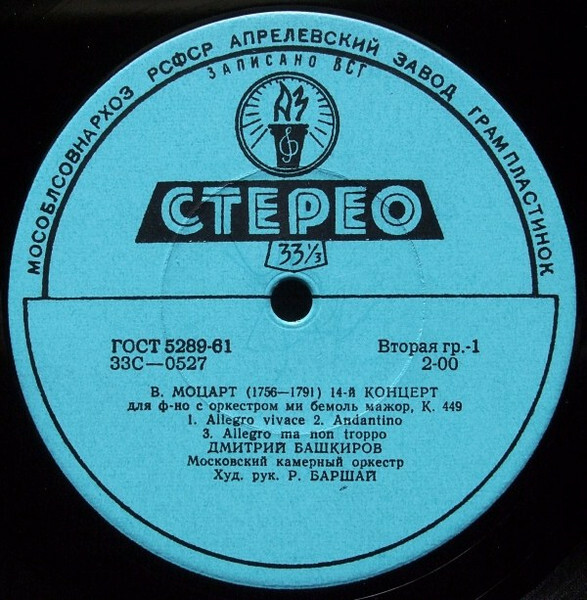 МОСОБЛСОВНАРХОЗ РСФСР АПРЕЛЕВСКИЙ ЗАВОД ГРАМПЛАСТИНОК
ЗАПИСАНО ВСГ
АЗ
СТЕРЕО
33⅓
ГОСТ 5289-61 Вторая гр.-1
33С—0527 2-00
В. МОЦАРТ (1756—1791) 14-й КОНЦЕРТ
для ф-но с оркестром ми бемоль мажор, К. 449
1. Allegro vivace 2. Andantino
3. Allegro ma non troppo
ДМИТРИЙ БАШКИРОВ
Московский камерный оркестр
Худ. рук. Р. БАРШАЙ